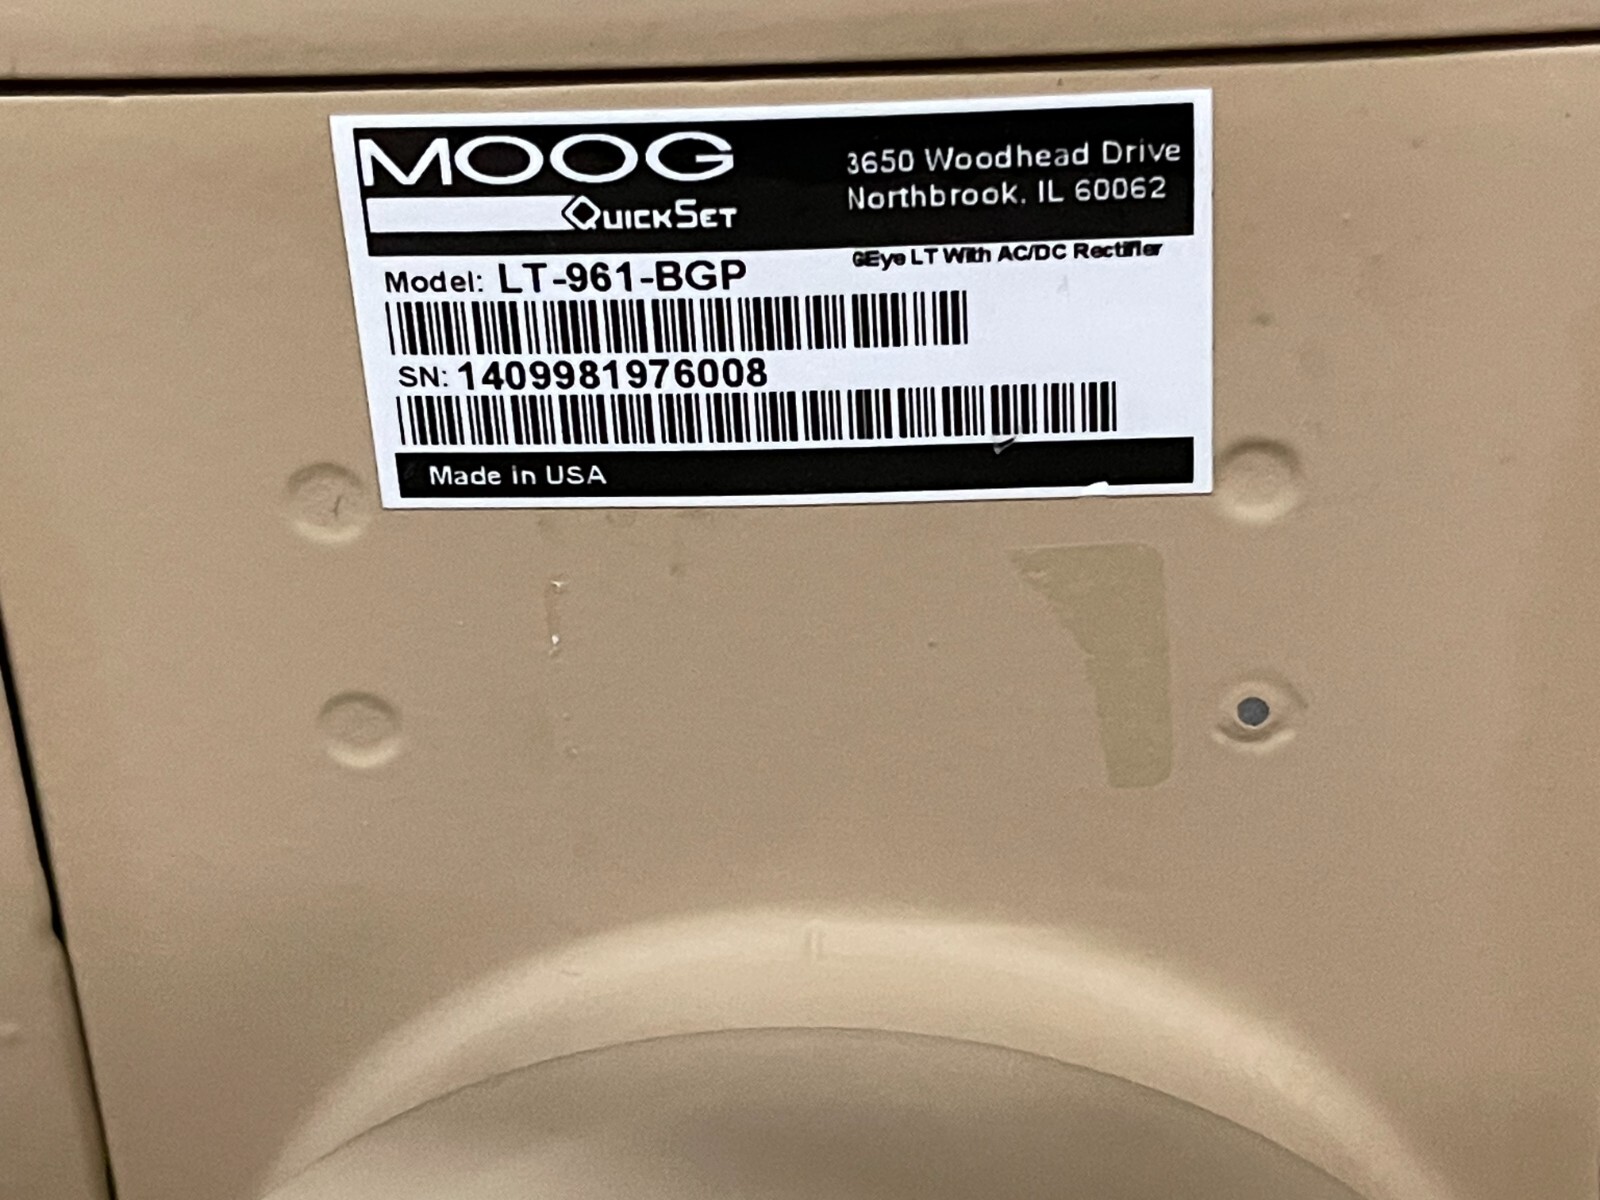 MOOG
QUICKSET
3650 Woodhead Drive
Northbrook, IL 60062
GEye LT With AC/DC Rectifier
Model: LT-961-BGP
SN: 1409981976008
Made in USA